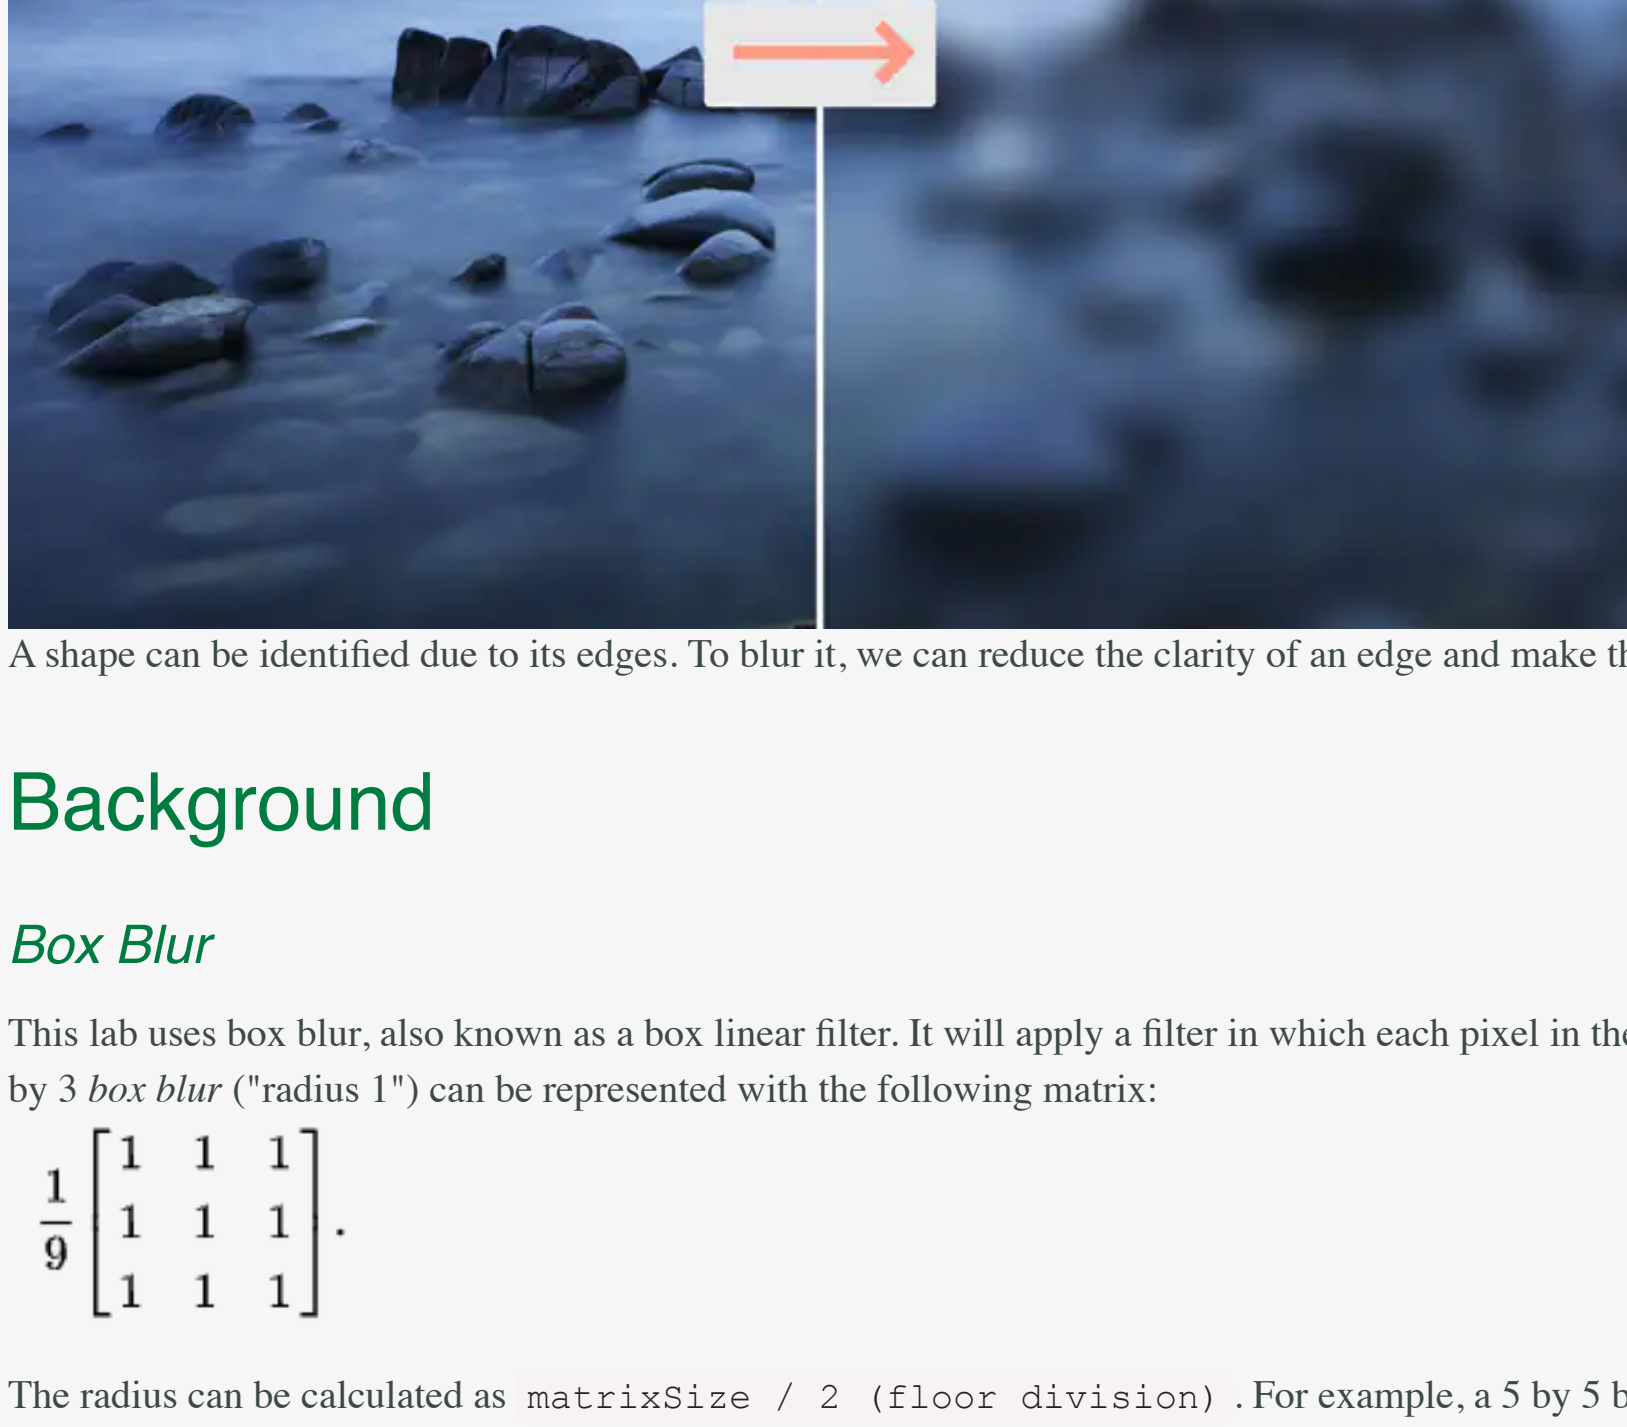 A shape can be identified due to its edges. To blur it, we can reduce the clarity of an edge and make
Background
Box Blur
This lab uses box blur, also known as a box linear filter. It will apply a filter in which each pixel in
by 3 box blur ("radius 1") can be represented with the following matrix:
1 1 1
1
1 1 1 .
9
1 1 1
The radius can be calculated as matrixSize / 2 (floor division) . For example, a 5 by 5